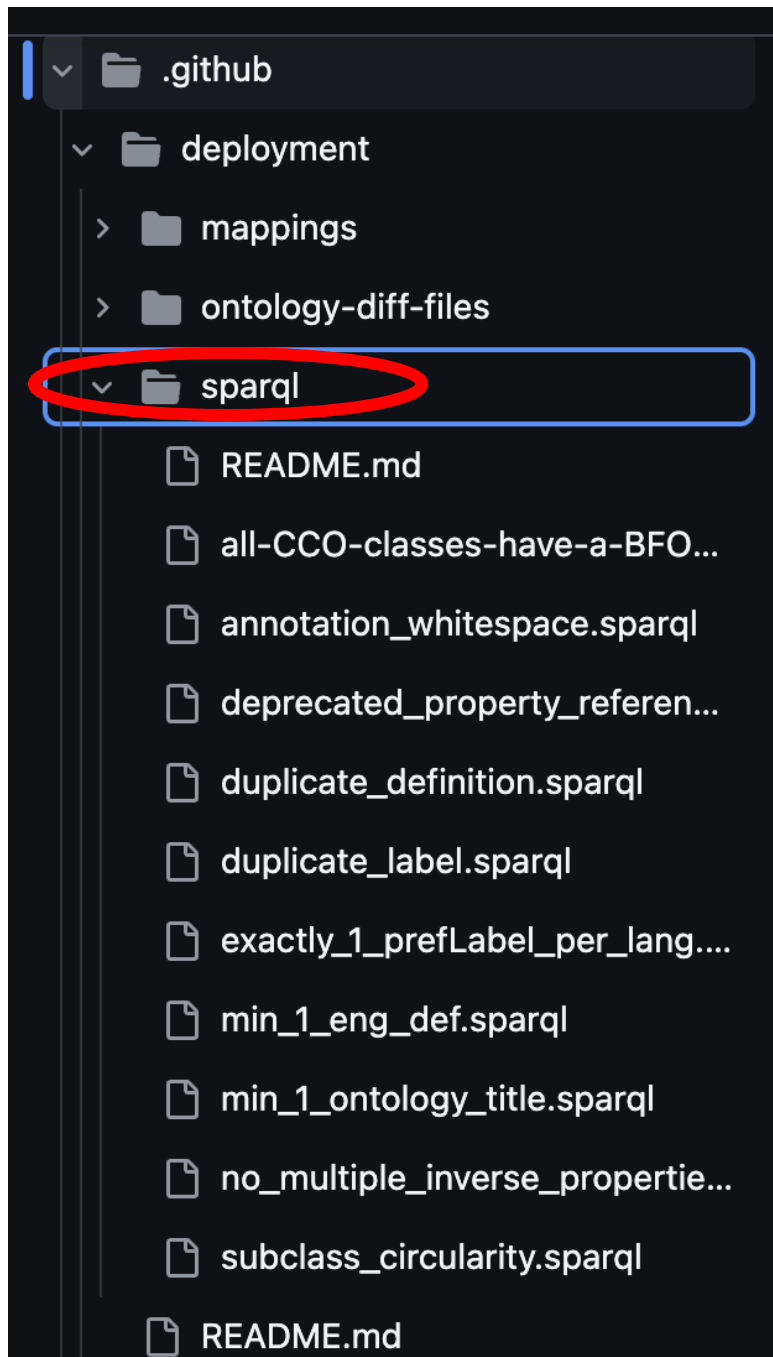 .github
deployment
mappings
ontology-diff-files
sparql
README.md
all-CCO-classes-have-a-BFO...
annotation_whitespace.sparql
deprecated_property_referen...
duplicate_definition.sparql
duplicate_label.sparql
exactly_1_prefLabel_per_lang....
min_1_eng_def.sparql
min_1_ontology_title.sparql
no_multiple_inverse_propertie...
subclass_circularity.sparql
README.md